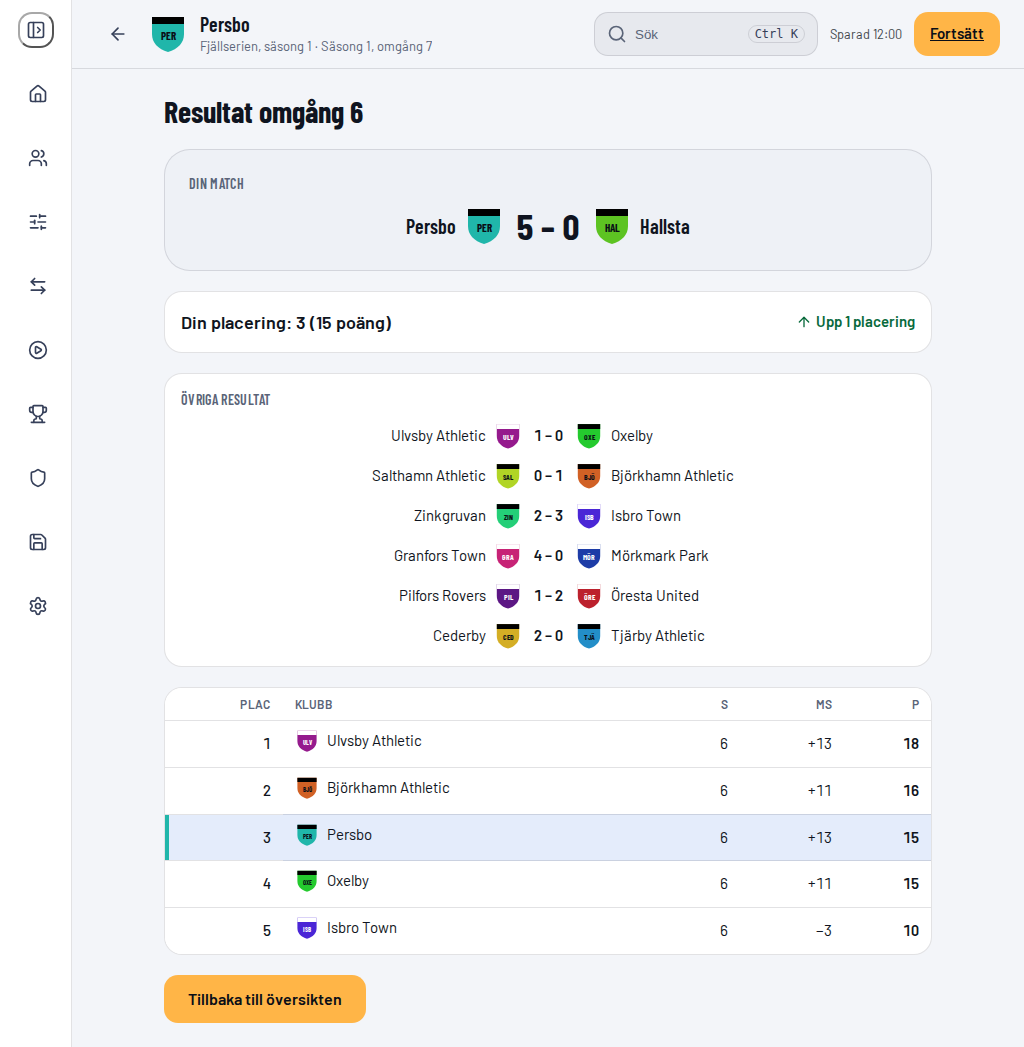 PER
Persbo
Fjällserien, säsong 1 · Säsong 1, omgång 7
Sök
Ctrl K
Sparad 12:00
Fortsätt
Resultat omgång 6
DIN MATCH
Persbo PER 5 – 0 HAL Hallsta
Din placering: 3 (15 poäng)
Upp 1 placering
ÖVRIGA RESULTAT
Ulvsby Athletic ULV 1 – 0 OXE Oxelby
Salthamn Athletic SAL 0 – 1 BJÖ Björkhamn Athletic
Zinkgruvan ZIN 2 – 3 ISB Isbro Town
Granfors Town GRA 4 – 0 MÖR Mörkmark Park
Pilfors Rovers PIL 1 – 2 ÖRE Öresta United
Cederby CED 2 – 0 TJÄ Tjärby Athletic
PLAC KLUBB S MS P
1 ULV Ulvsby Athletic 6 +13 18
2 BJÖ Björkhamn Athletic 6 +11 16
3 PER Persbo 6 +13 15
4 OXE Oxelby 6 +11 15
5 ISB Isbro Town 6 −3 10
Tillbaka till översikten